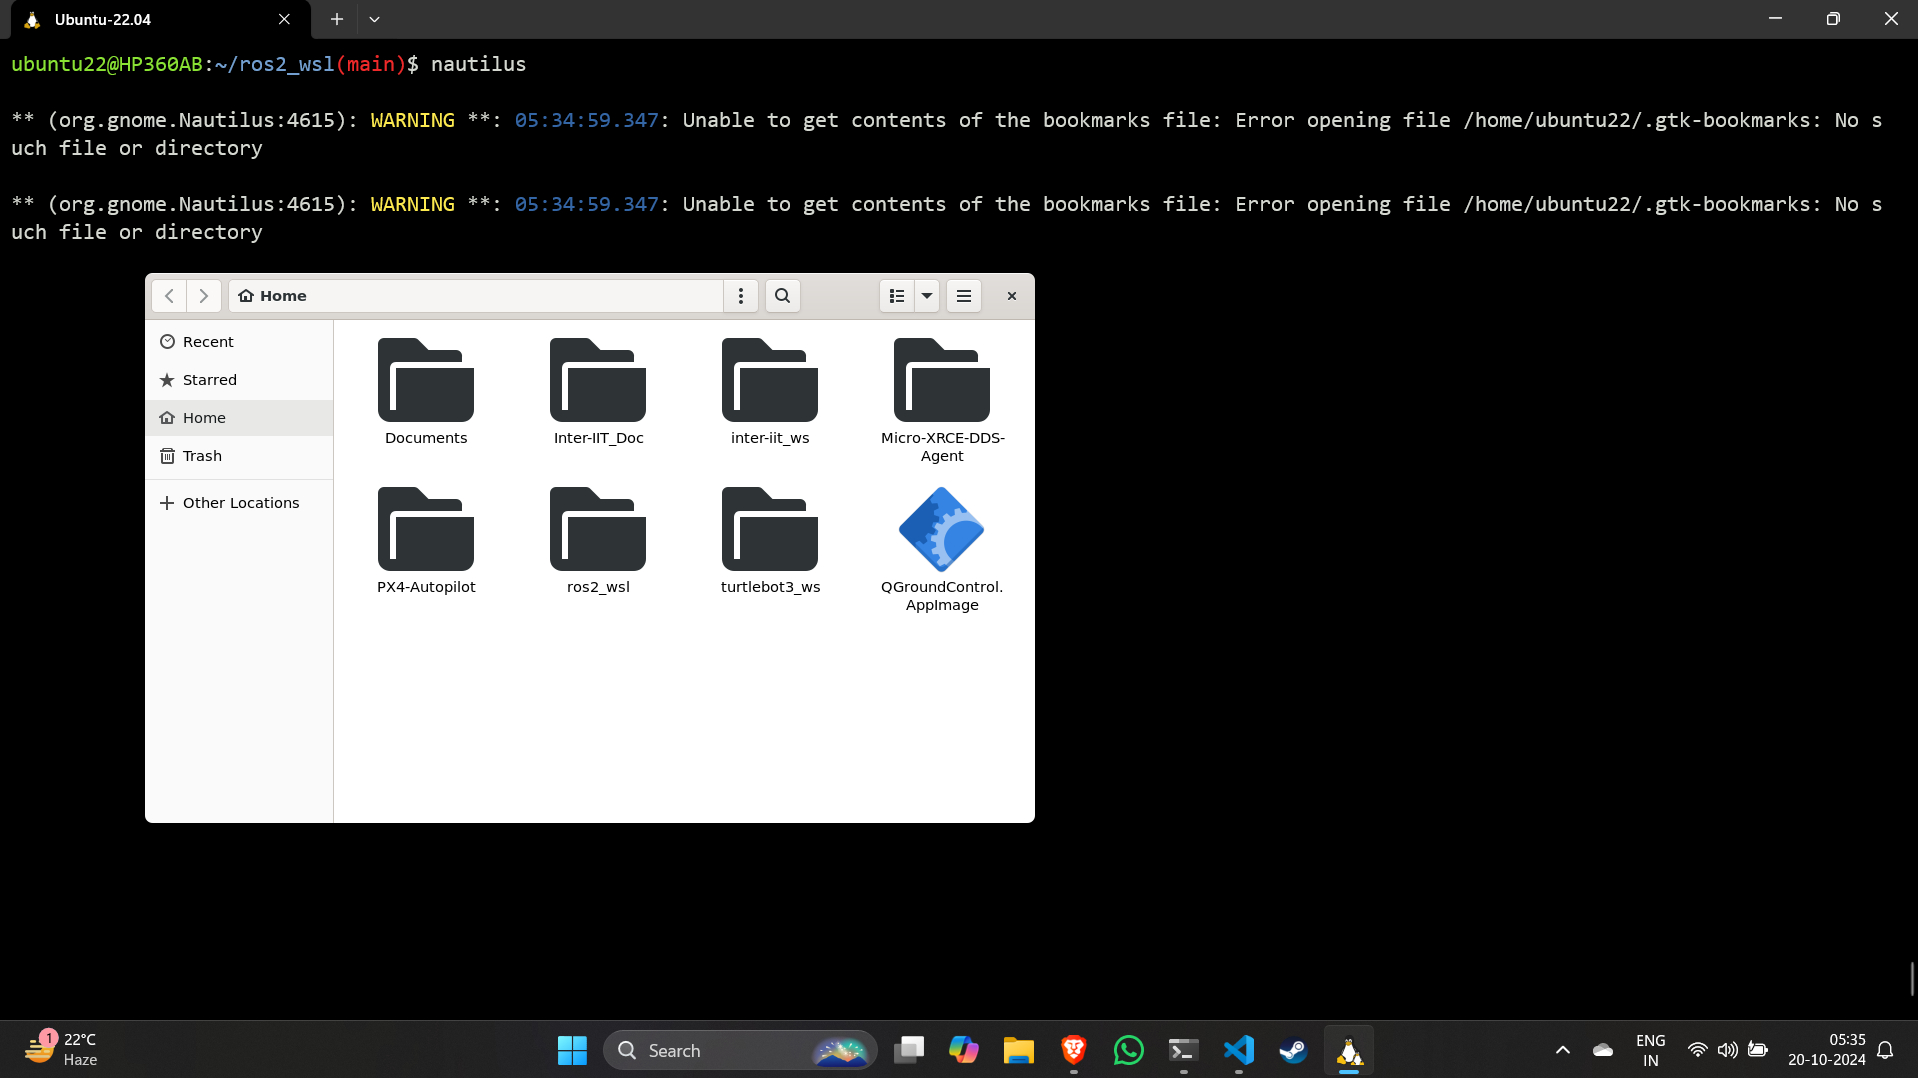 Ubuntu-22.04
ubuntu22@HP360AB:~/ros2_wsl(main)$ nautilus
** (org.gnome.Nautilus:4615): WARNING **: 05:34:59.347: Unable to get contents of the bookmarks file: Error opening file /home/ubuntu22/.gtk-bookmarks: No s
uch file or directory
** (org.gnome.Nautilus:4615): WARNING **: 05:34:59.347: Unable to get contents of the bookmarks file: Error opening file /home/ubuntu22/.gtk-bookmarks: No s
uch file or directory
Home
Recent
Starred
Home
Trash
Other Locations
Documents
Inter-IIT_Doc
inter-iit_ws
Micro-XRCE-DDS-
Agent
PX4-Autopilot
ros2_wsl
turtlebot3_ws
QGroundControl.
AppImage
1
22°C
Haze
Search
ENG
IN
05:35
20-10-2024